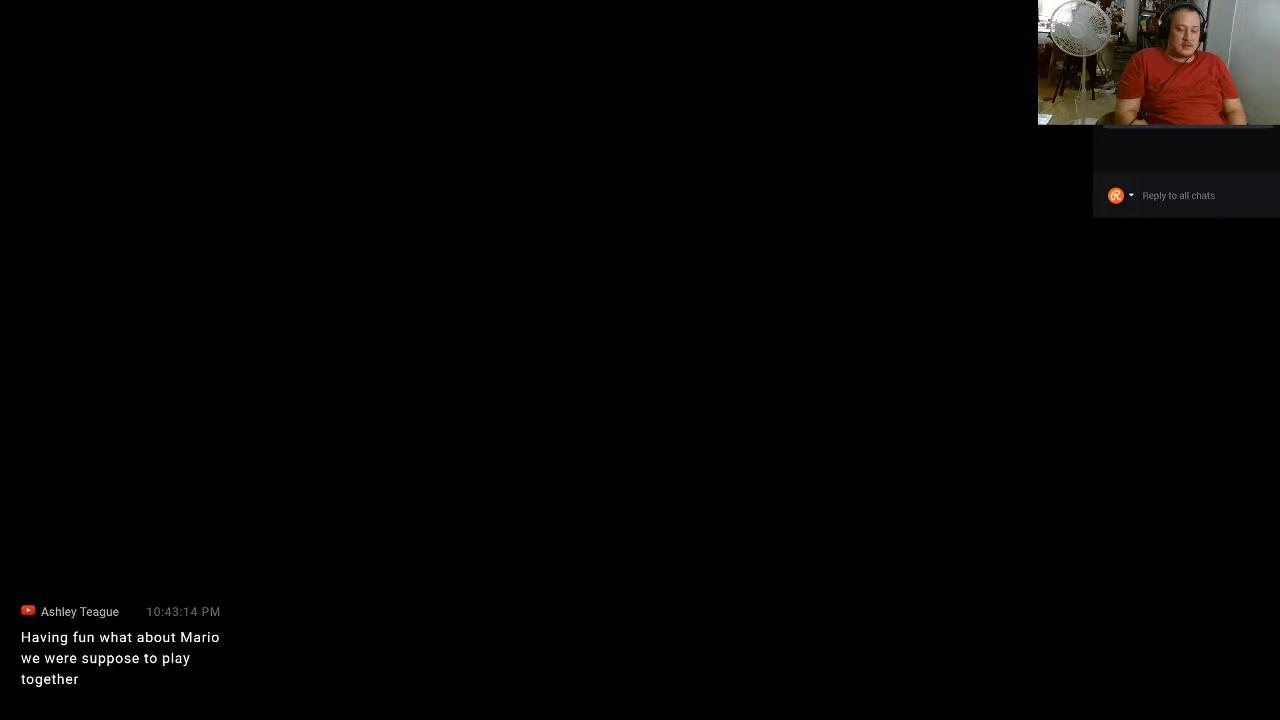 Reply to all chats
Ashley Teague 10:43:14 PM
Having fun what about Mario
we were suppose to play
together